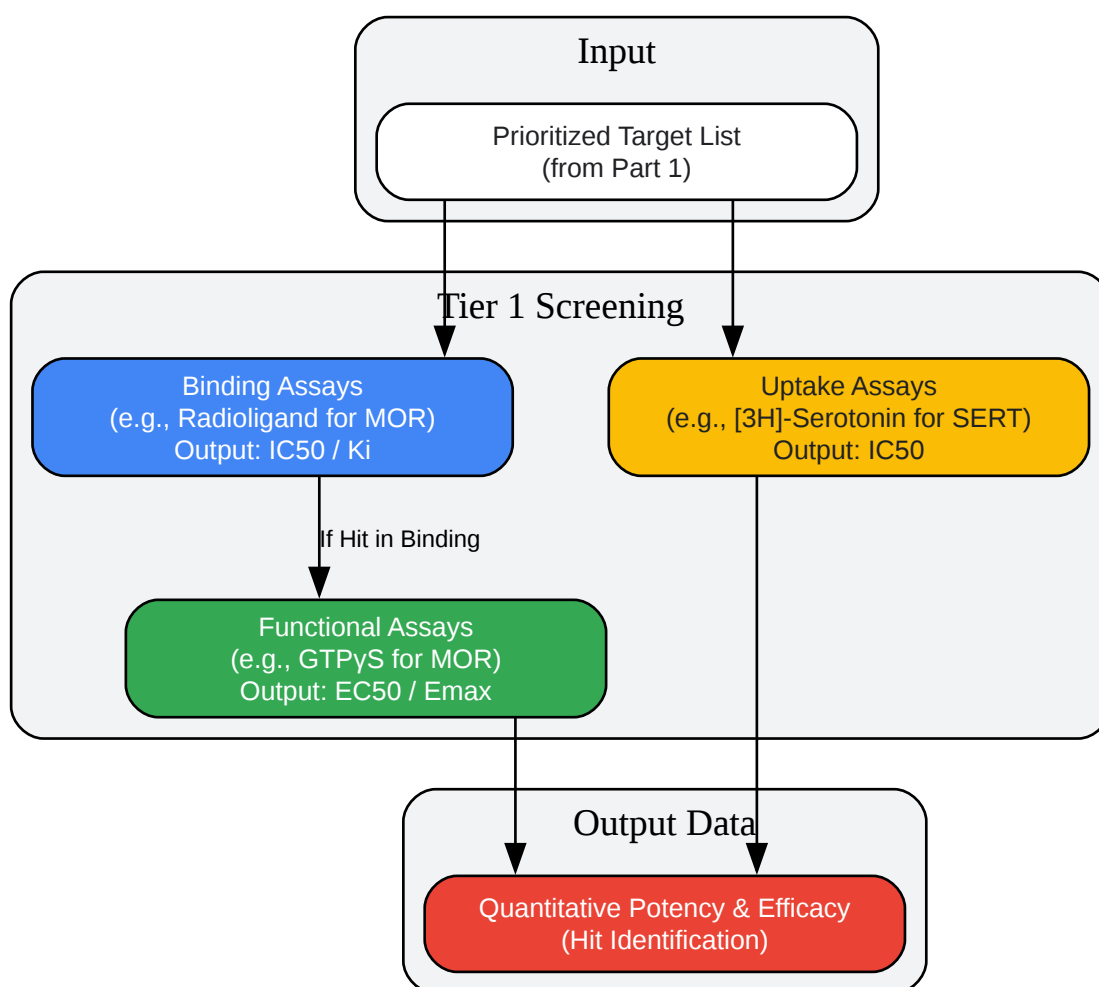 Input
Prioritized Target List
(from Part 1)
Tier 1 Screening
Binding Assays
(e.g., Radioligand for MOR)
Output: IC50 / Ki
Uptake Assays
(e.g., [3H]-Serotonin for SERT)
Output: IC50
If Hit in Binding
Functional Assays
(e.g., GTPγS for MOR)
Output: EC50 / Emax
Output Data
Quantitative Potency & Efficacy
(Hit Identification)